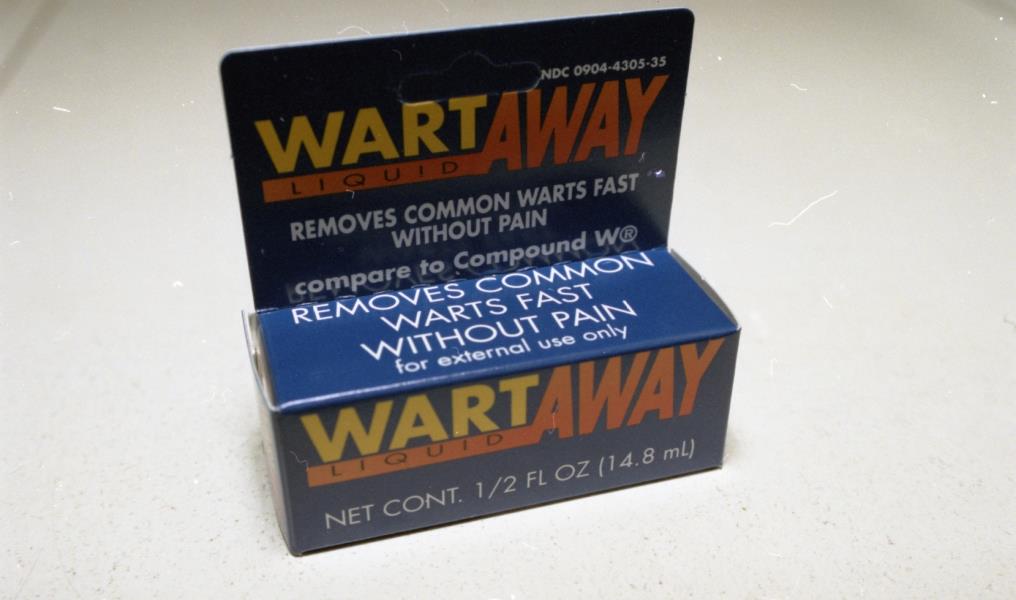 NDC 0904-4305-35
WARTAWAY
LIQUID
REMOVES COMMON WARTS FAST
WITHOUT PAIN
compare to Compound W®
REMOVES COMMON
WARTS FAST
WITHOUT PAIN
for external use only
WARTAWAY
LIQUID
NET CONT. 1/2 FL OZ (14.8 mL)